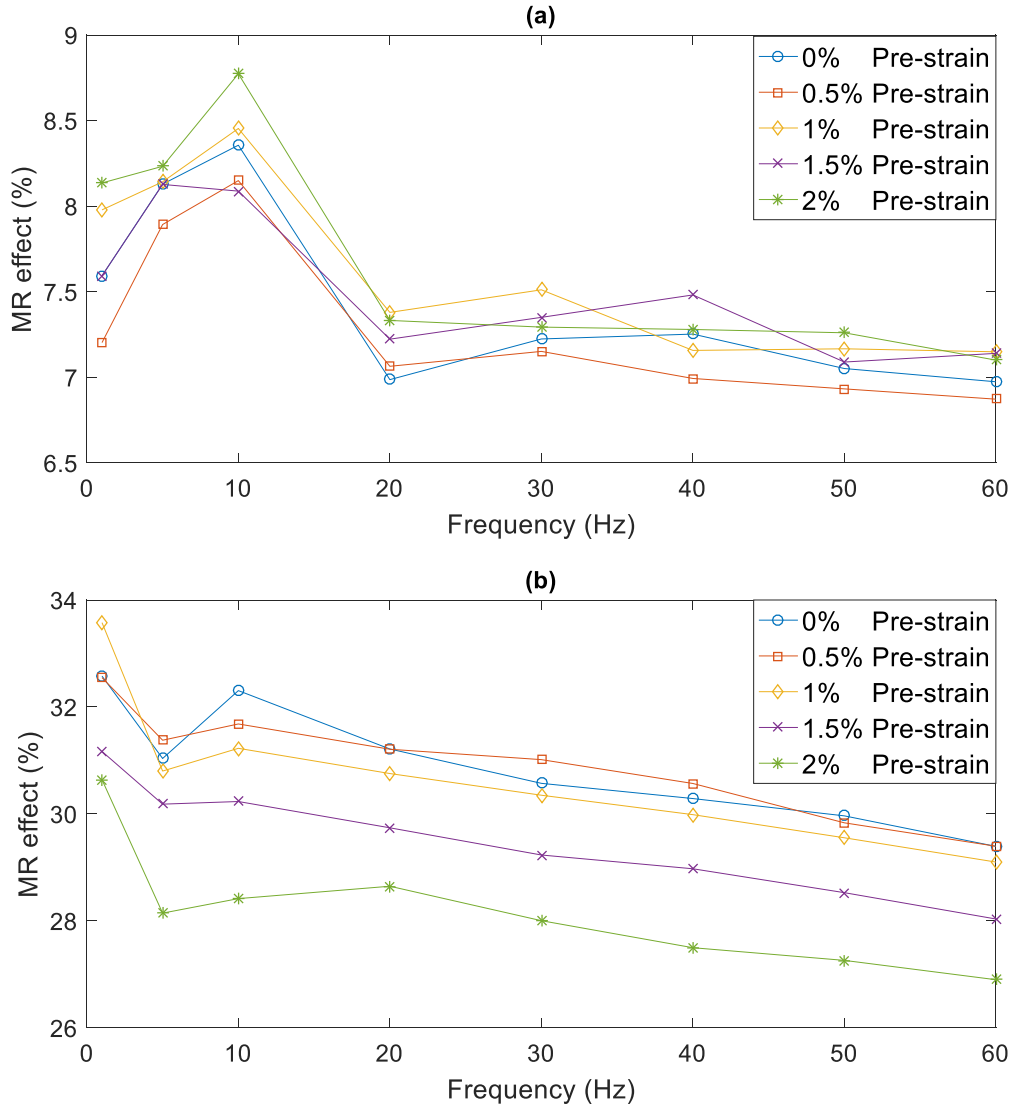 (a)
9
8.5
8
7.5
7
6.5
MR effect (%)
0% Pre-strain
0.5% Pre-strain
1% Pre-strain
1.5% Pre-strain
2% Pre-strain
0 10 20 30 40 50 60
Frequency (Hz)
(b)
34
32
30
28
26
MR effect (%)
0% Pre-strain
0.5% Pre-strain
1% Pre-strain
1.5% Pre-strain
2% Pre-strain
0 10 20 30 40 50 60
Frequency (Hz)